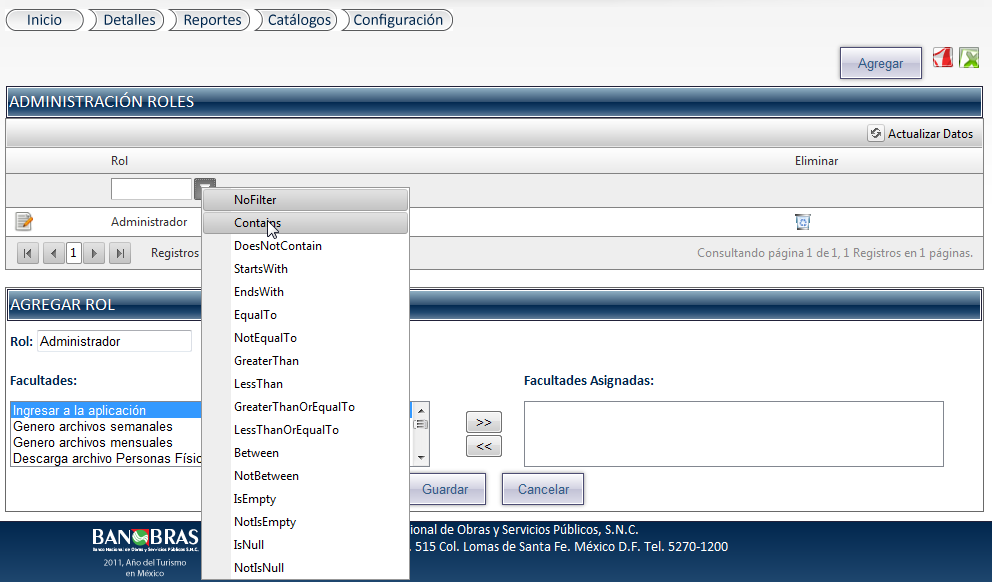 Inicio Detalles Reportes Catálogos Configuración
Agregar
ADMINISTRACIÓN ROLES
Actualizar Datos
Rol Eliminar
Administrador
1 Registros Consultando página 1 de 1, 1 Registros en 1 páginas.
NoFilter
Contains
DoesNotContain
StartsWith
EndsWith
EqualTo
NotEqualTo
GreaterThan
LessThan
GreaterThanOrEqualTo
LessThanOrEqualTo
Between
NotBetween
IsEmpty
NotIsEmpty
IsNull
NotIsNull
AGREGAR ROL
Rol: Administrador
Facultades: Facultades Asignadas:
Ingresar a la aplicación
Genero archivos semanales
Genero archivos mensuales
Descarga archivo Personas Físic
>>
<<
Guardar Cancelar
BANOBRAS
Banco Nacional de Obras y Servicios Públicos S.N.C.
2011, Año del Turismo
en México
ional de Obras y Servicios Públicos, S.N.C.
. 515 Col. Lomas de Santa Fe. México D.F. Tel. 5270-1200